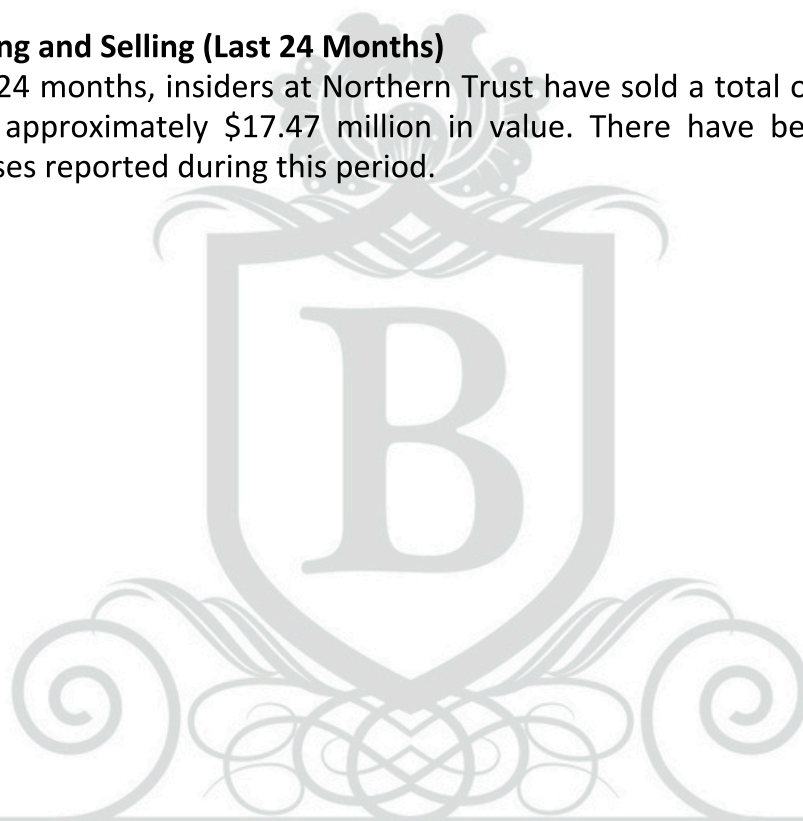 ng and Selling (Last 24 Months)
24 months, insiders at Northern Trust have sold a total
approximately $17.47 million in value. There have be
ses reported during this period.
B